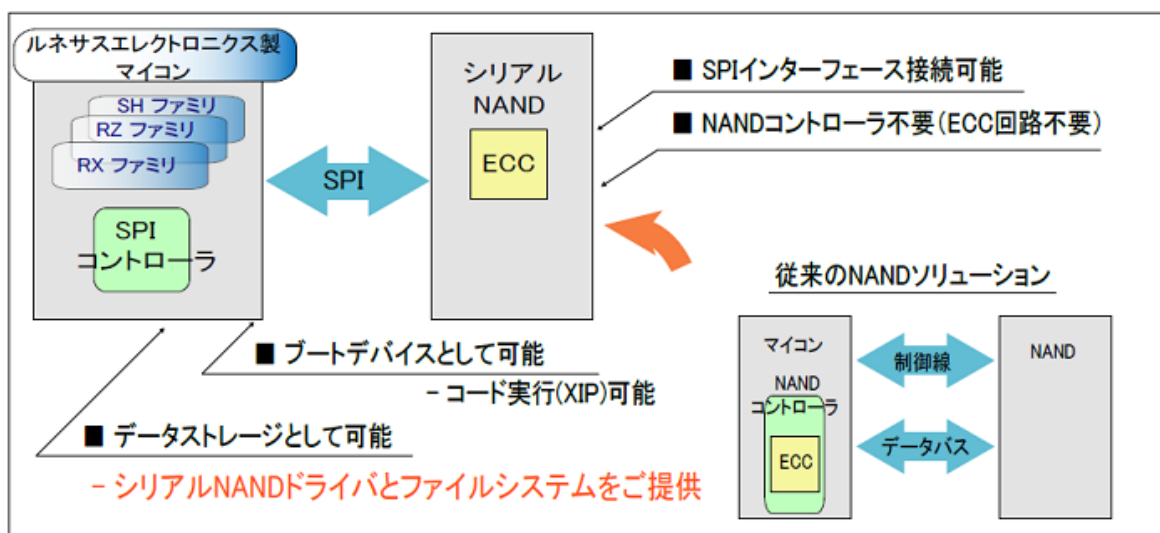 ルネサスエレクトロニクス製
マイコン
SH ファミリ
RZ ファミリ
RX ファミリ
SPI
コントローラ
SPI
シリアル
NAND
ECC
■ SPIインターフェース接続可能
■ NANDコントローラ不要(ECC回路不要)
■ ブートデバイスとして可能
- コード実行(XIP)可能
■ データストレージとして可能
- シリアルNANDドライバとファイルシステムをご提供
従来のNANDソリューション
マイコン
NAND
コントローラ
ECC
制御線
データバス
NAND